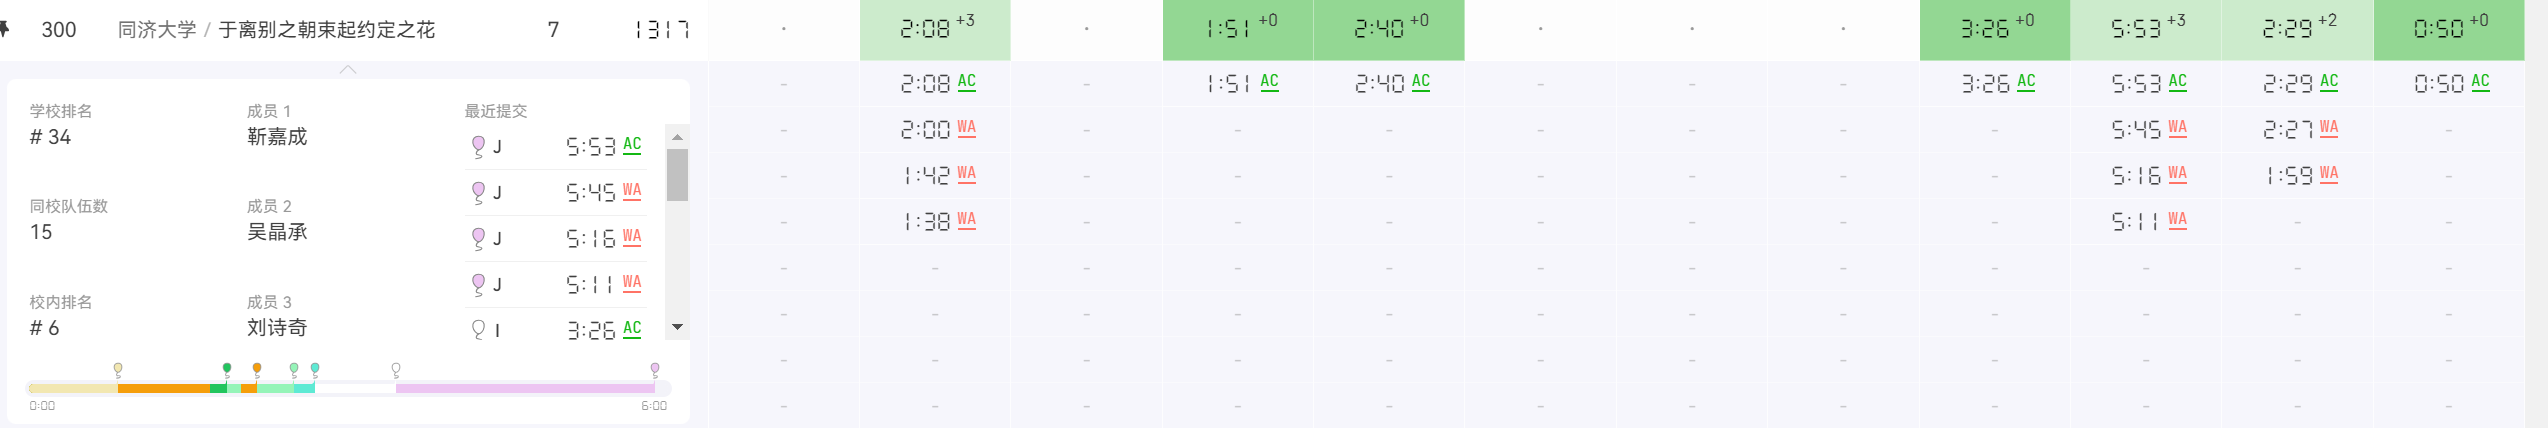 300 同济大学 / 于离别之朝束起约定之花 7 1317 · 2:08 +3 · 1:51 +0 2:40 +0 · · · 3:26 +0 5:53 +3 2:29 +2 0:50 +0
- 2:08 AC - 1:51 AC 2:40 AC - - - 3:26 AC 5:53 AC 2:29 AC 0:50 AC
- 2:00 WA - - - - - - - 5:45 WA 2:27 WA -
- 1:42 WA - - - - - - - 5:16 WA 1:59 WA -
- 1:38 WA - - - - - - - 5:11 WA - -
- - - - - - - - - - - -
- - - - - - - - - - - -
- - - - - - - - - - - -
- - - - - - - - - - - -
学校排名
# 34
同校队伍数
15
校内排名
# 6
成员 1
靳嘉成
成员 2
吴晶承
成员 3
刘诗奇
最近提交
J 5:53 AC
J 5:45 WA
J 5:16 WA
J 5:11 WA
I 3:26 AC
0:00 6:00